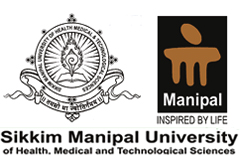 Manipal
INSPIRED BY LIFE
Sikkim Manipal University
of Health, Medical and Technological Sciences